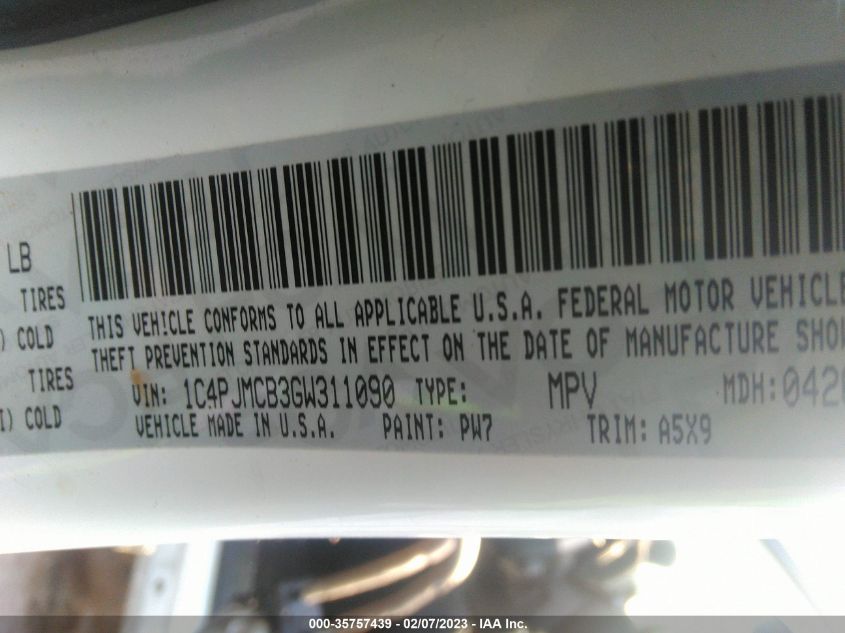 LB
TIRES
) COLD
TIRES
I) COLD
THIS VEHICLE CONFORMS TO ALL APPLICABLE U.S.A. FEDERAL MOTOR VEHICLE
THEFT PREVENTION STANDARDS IN EFFECT ON THE DATE OF MANUFACTURE SHOW
VIN: 1C4PJMCB3GW311090 TYPE: MPV MDH: 042
VEHICLE MADE IN U.S.A. PAINT: PW7 TRIM: A5X9
000-35757439 - 02/07/2023 - IAA Inc.